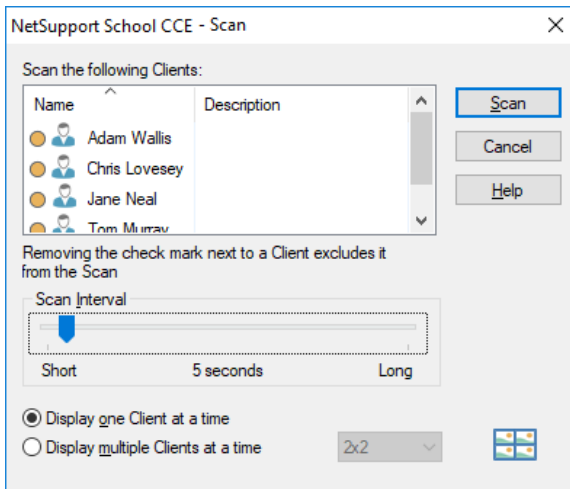 NetSupport School CCE - Scan
Scan the following Clients:
Name Description
Adam Wallis
Chris Lovesey
Jane Neal
Tom Murray
Scan
Cancel
Help
Removing the check mark next to a Client excludes it
from the Scan
Scan Interval
Short 5 seconds Long
Display one Client at a time
Display multiple Clients at a time 2x2